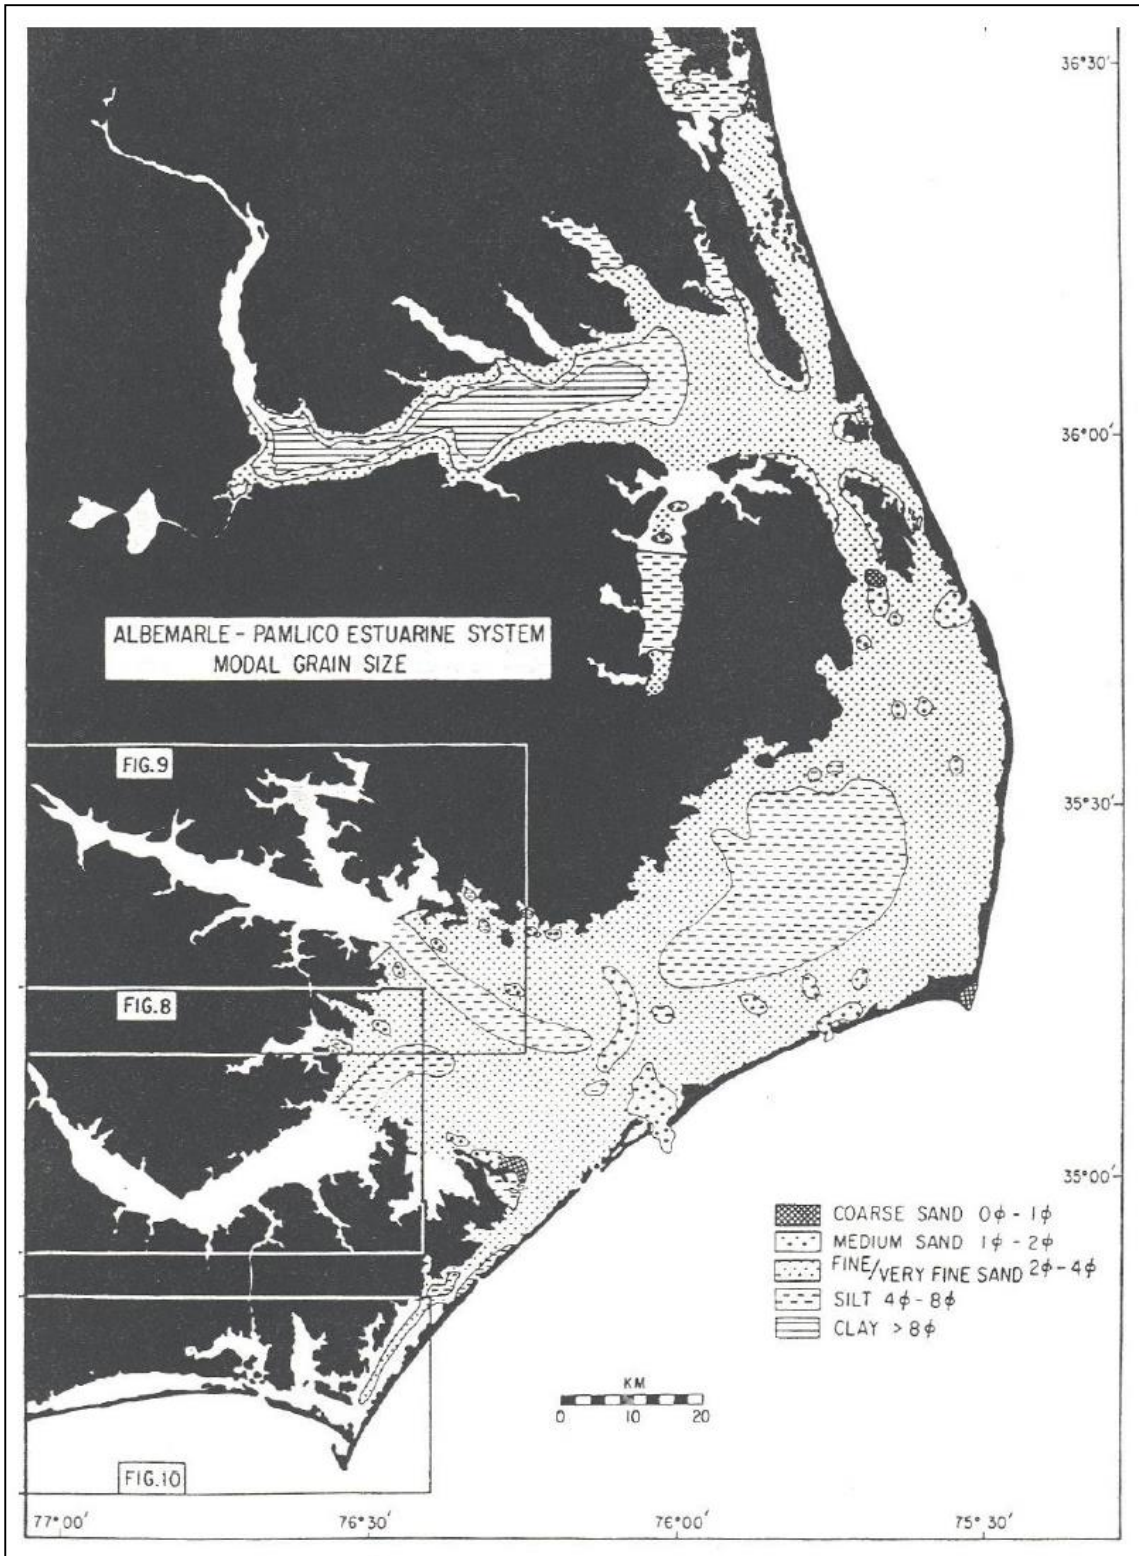 36°30'
36°00'
ALBEMARLE - PAMLICO ESTUARINE SYSTEM
MODAL GRAIN SIZE
FIG.9
35°30'
FIG.8
35°00'
COARSE SAND 0ϕ - 1ϕ
MEDIUM SAND 1ϕ - 2ϕ
FINE/VERY FINE SAND 2ϕ-4ϕ
SILT 4ϕ-8ϕ
CLAY >8ϕ
KM
0 10 20
FIG.10
77°00' 76°30' 76°00' 75°30'